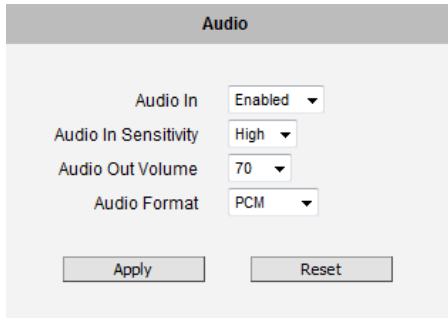 Audio
Audio In Enabled
Audio In Sensitivity High
Audio Out Volume 70
Audio Format PCM
Apply Reset